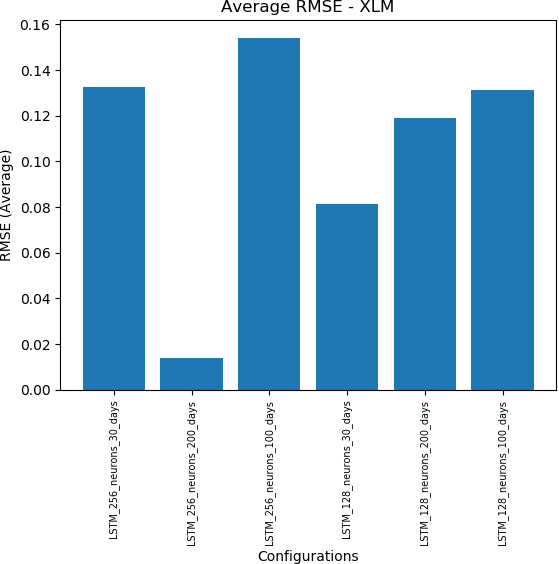 Average RMSE - XLM
RMSE (Average)
0.16
0.14
0.12
0.10
0.08
0.06
0.04
0.02
0.00
LSTM_256_neurons_30_days
LSTM_256_neurons_200_days
LSTM_256_neurons_100_days
LSTM_128_neurons_30_days
LSTM_128_neurons_200_days
LSTM_128_neurons_100_days
Configurations